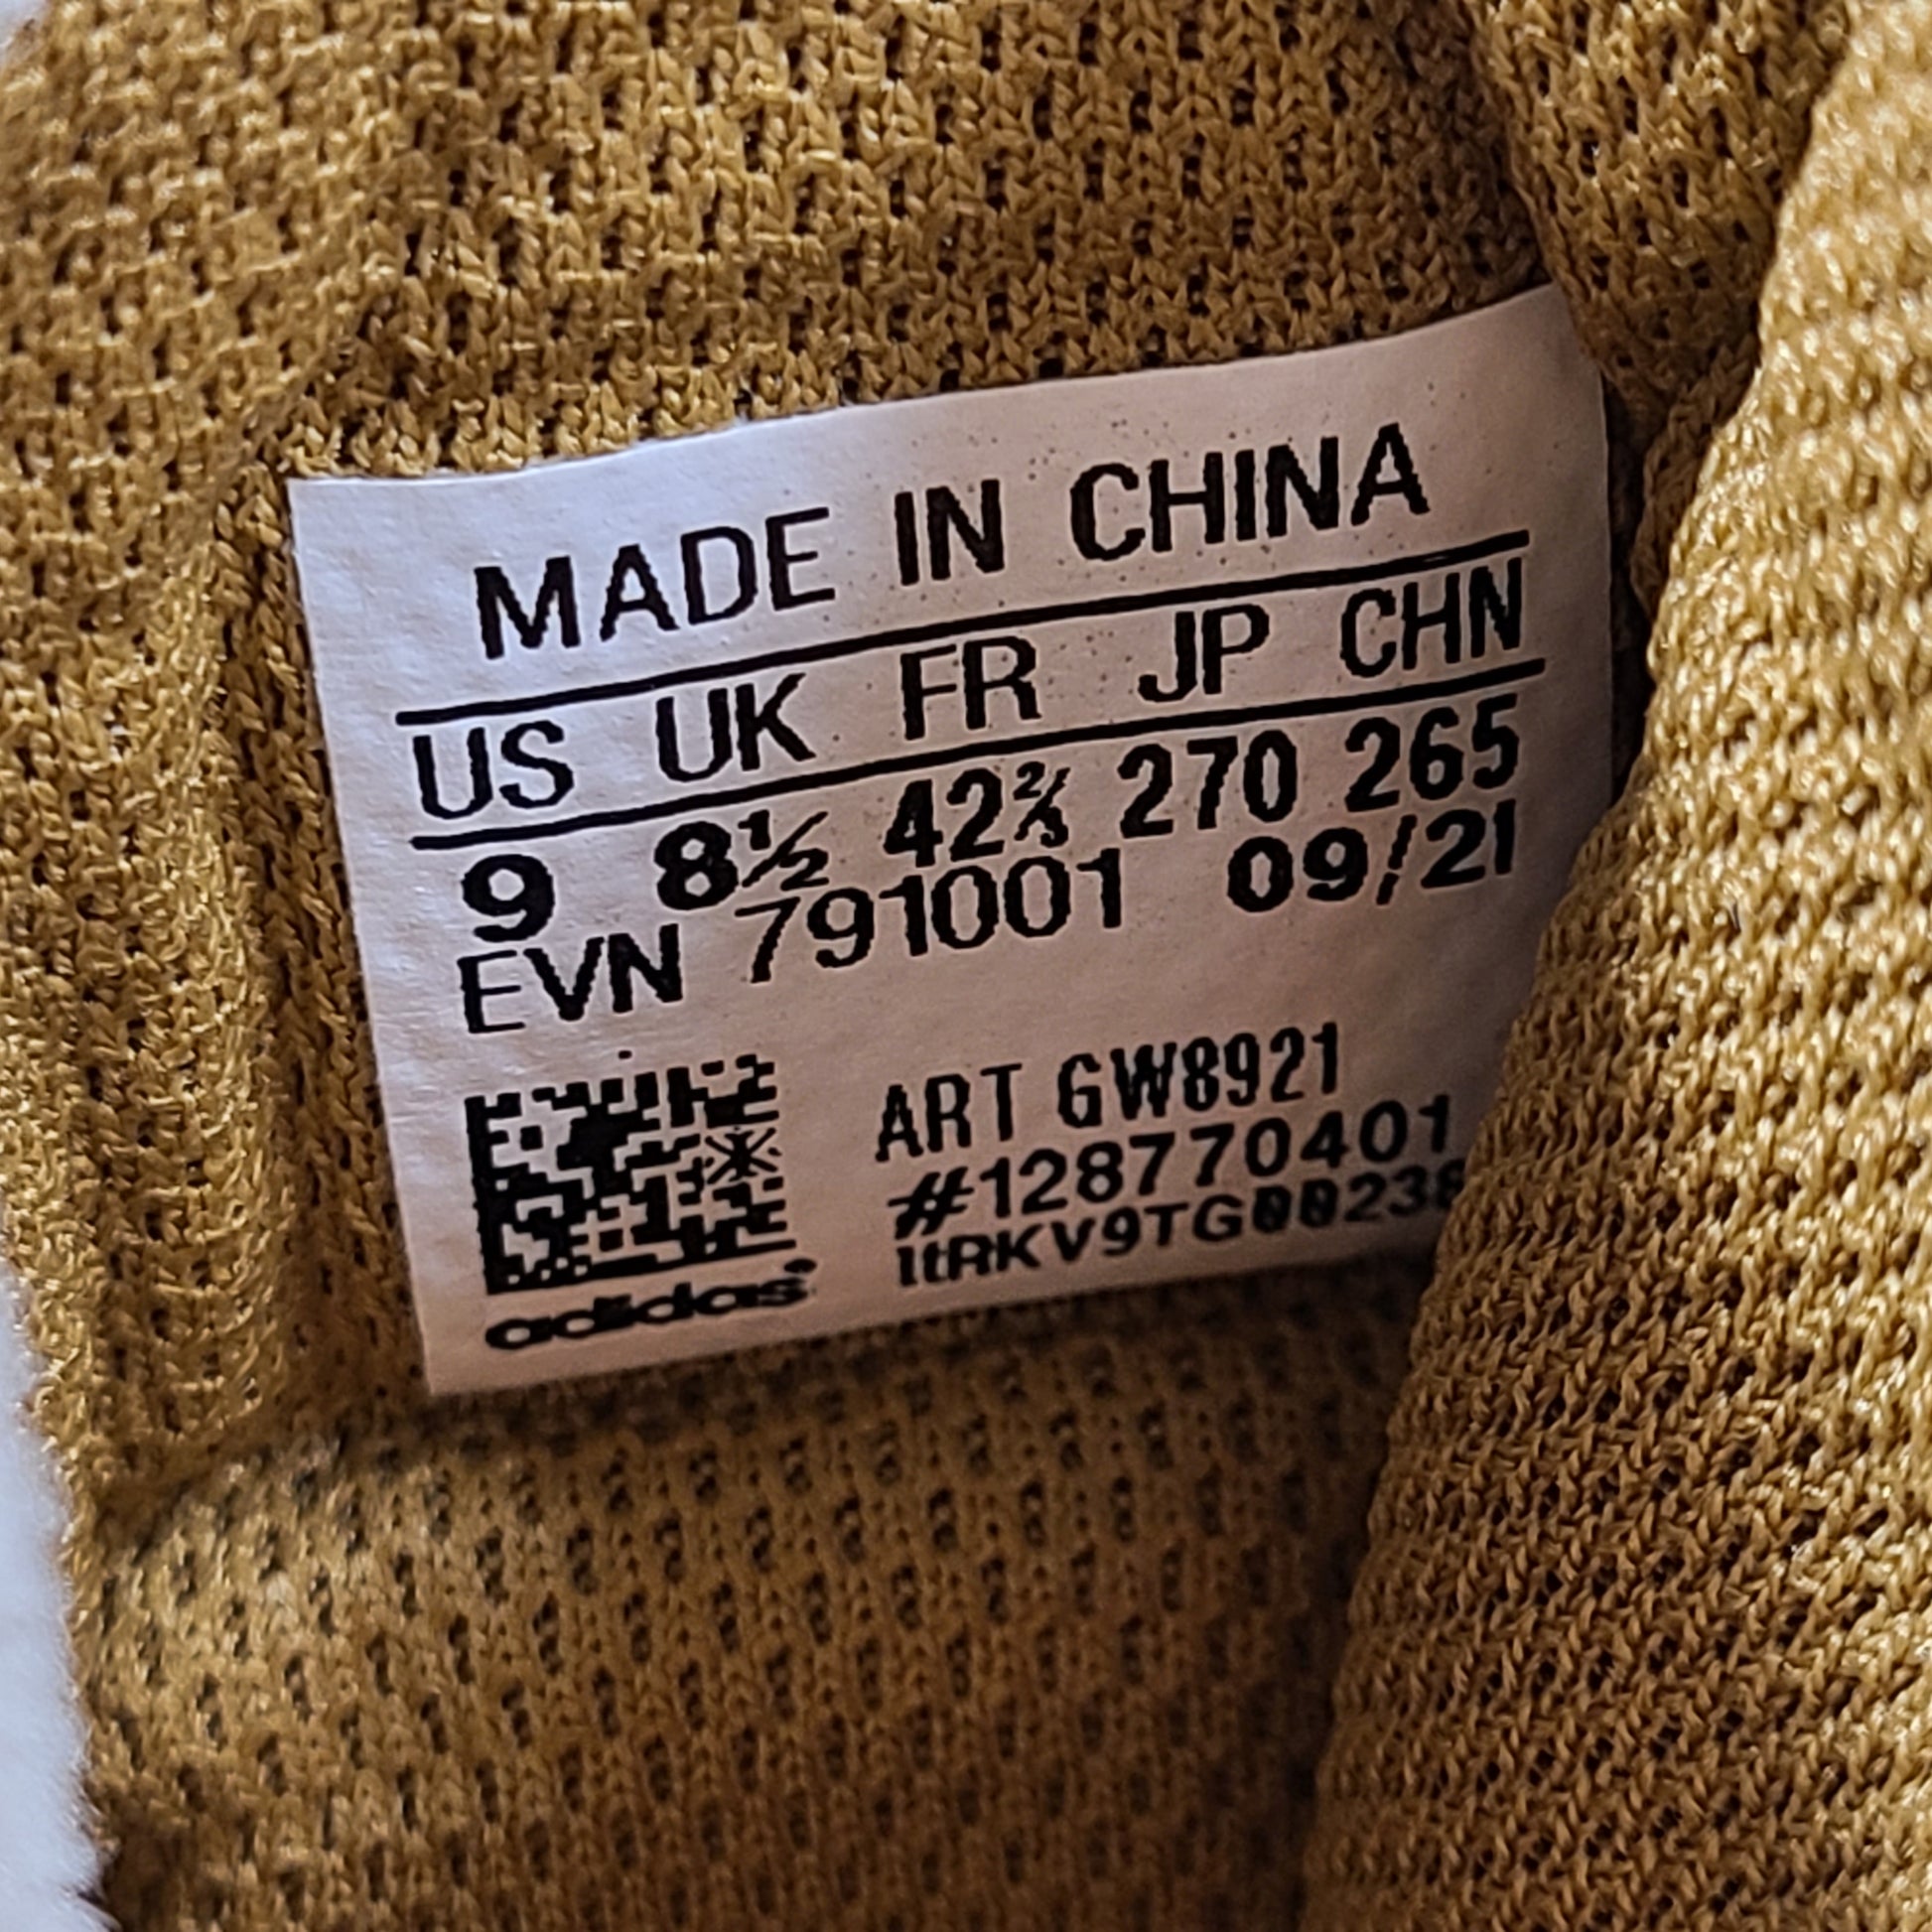 MADE IN CHINA
US UK FR JP CHN
9 8½ 42⅔ 270 265
EVN 791001 09/21
ART GW8921
#128770401
adidas